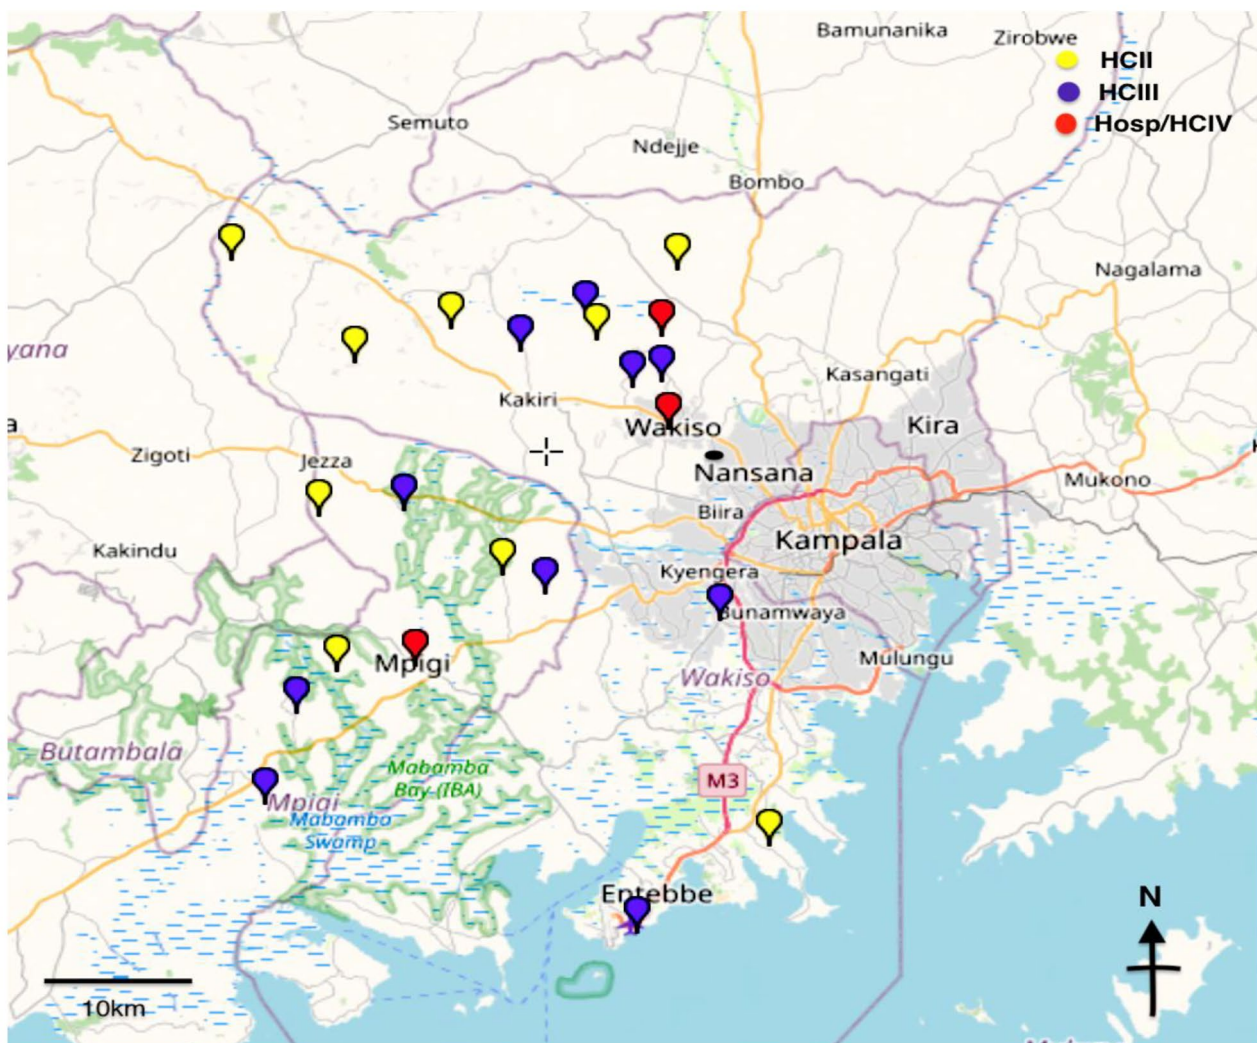 Bamunanika
Zirobwe
HCII
HCIII
Hosp/HCIV
Semuto
Ndejje
Bombo
Nagalama
yana
Kasangati
Kakiri
a
Wakiso
Kira
Zigoti
Jezza
Nansana
Mukono
Biira
Kakindu
Kampala
Kyengera
Bunamwaya
Mpigi
Mulungu
Wakiso
Butambala
Mabamba
Bay (IBA)
M3
Mpigi
Mabamba
Swamp
Entebbe
N
10km